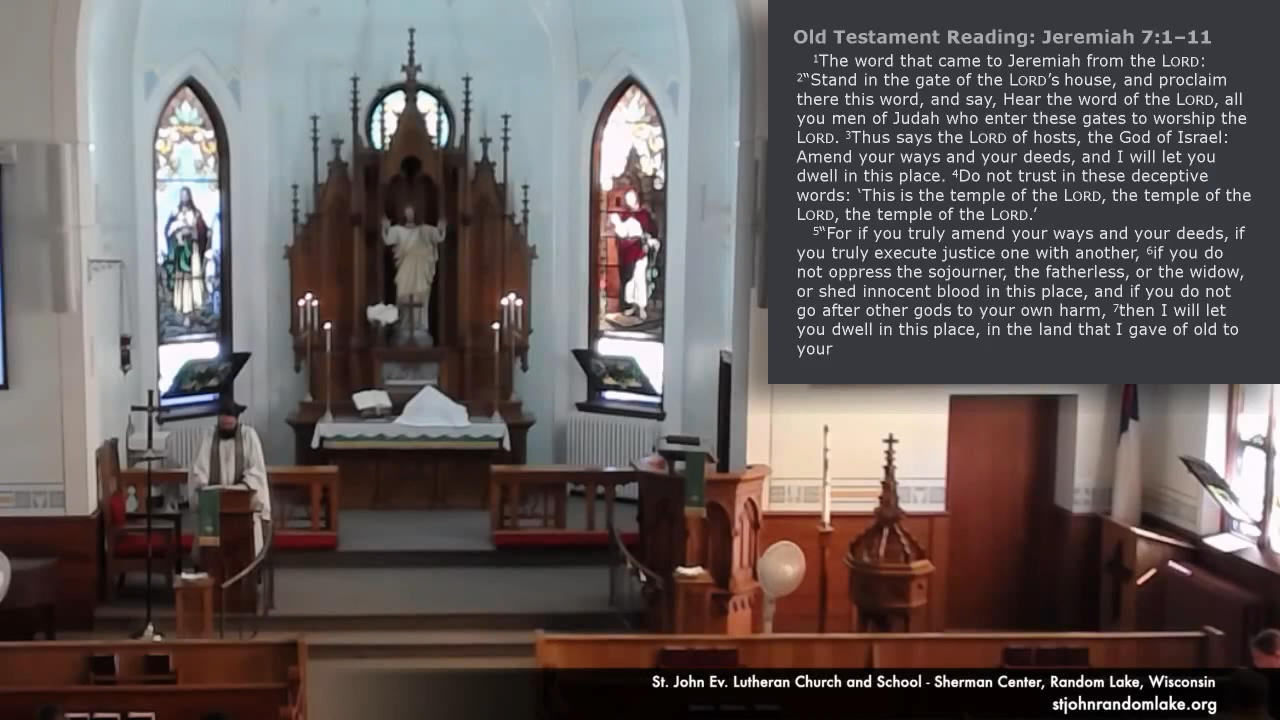 Old Testament Reading: Jeremiah 7:1–11
¹The word that came to Jeremiah from the LORD:
²“Stand in the gate of the LORD’s house, and proclaim
there this word, and say, Hear the word of the LORD, all
you men of Judah who enter these gates to worship the
LORD. ³Thus says the LORD of hosts, the God of Israel:
Amend your ways and your deeds, and I will let you
dwell in this place. ⁴Do not trust in these deceptive
words: ‘This is the temple of the LORD, the temple of the
LORD, the temple of the LORD.’
⁵“For if you truly amend your ways and your deeds, if
you truly execute justice one with another, ⁶if you do
not oppress the sojourner, the fatherless, or the widow,
or shed innocent blood in this place, and if you do not
go after other gods to your own harm, ⁷then I will let
you dwell in this place, in the land that I gave of old to
your
St. John Ev. Lutheran Church and School - Sherman Center, Random Lake, Wisconsin
stjohnrandomlake.org